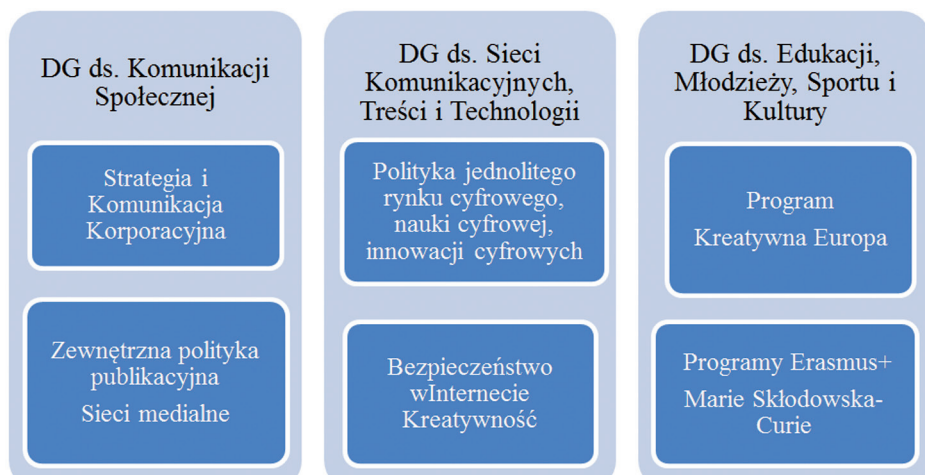 DG ds. Komunikacji
Społecznej
Strategia i
Komunikacja
Korporacyjna
Zewnętrzna polityka
publikacyjna
Sieci medialne
DG ds. Sieci
Komunikacyjnych,
Treści i Technologii
Polityka jednolitego
rynku cyfrowego,
nauki cyfrowej,
innowacji cyfrowych
Bezpieczeństwo
wInternecie
Kreatywność
DG ds. Edukacji,
Młodzieży, Sportu i
Kultury
Program
Kreatywna Europa
Programy Erasmus+
Marie Skłodowska-
Curie